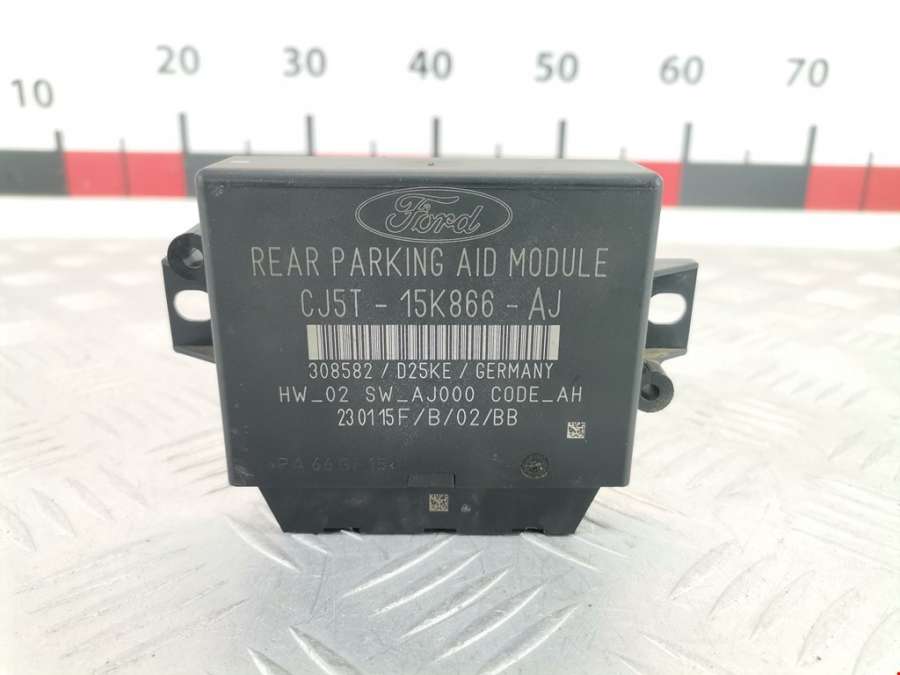 10 20 30 40 50 60 70
Ford
REAR PARKING AID MODULE
CJ5T - 15K866 - AJ
308582 / D25KE / GERMANY
HW_02 SW_AJ000 CODE_AH
230115F/B/02/BB